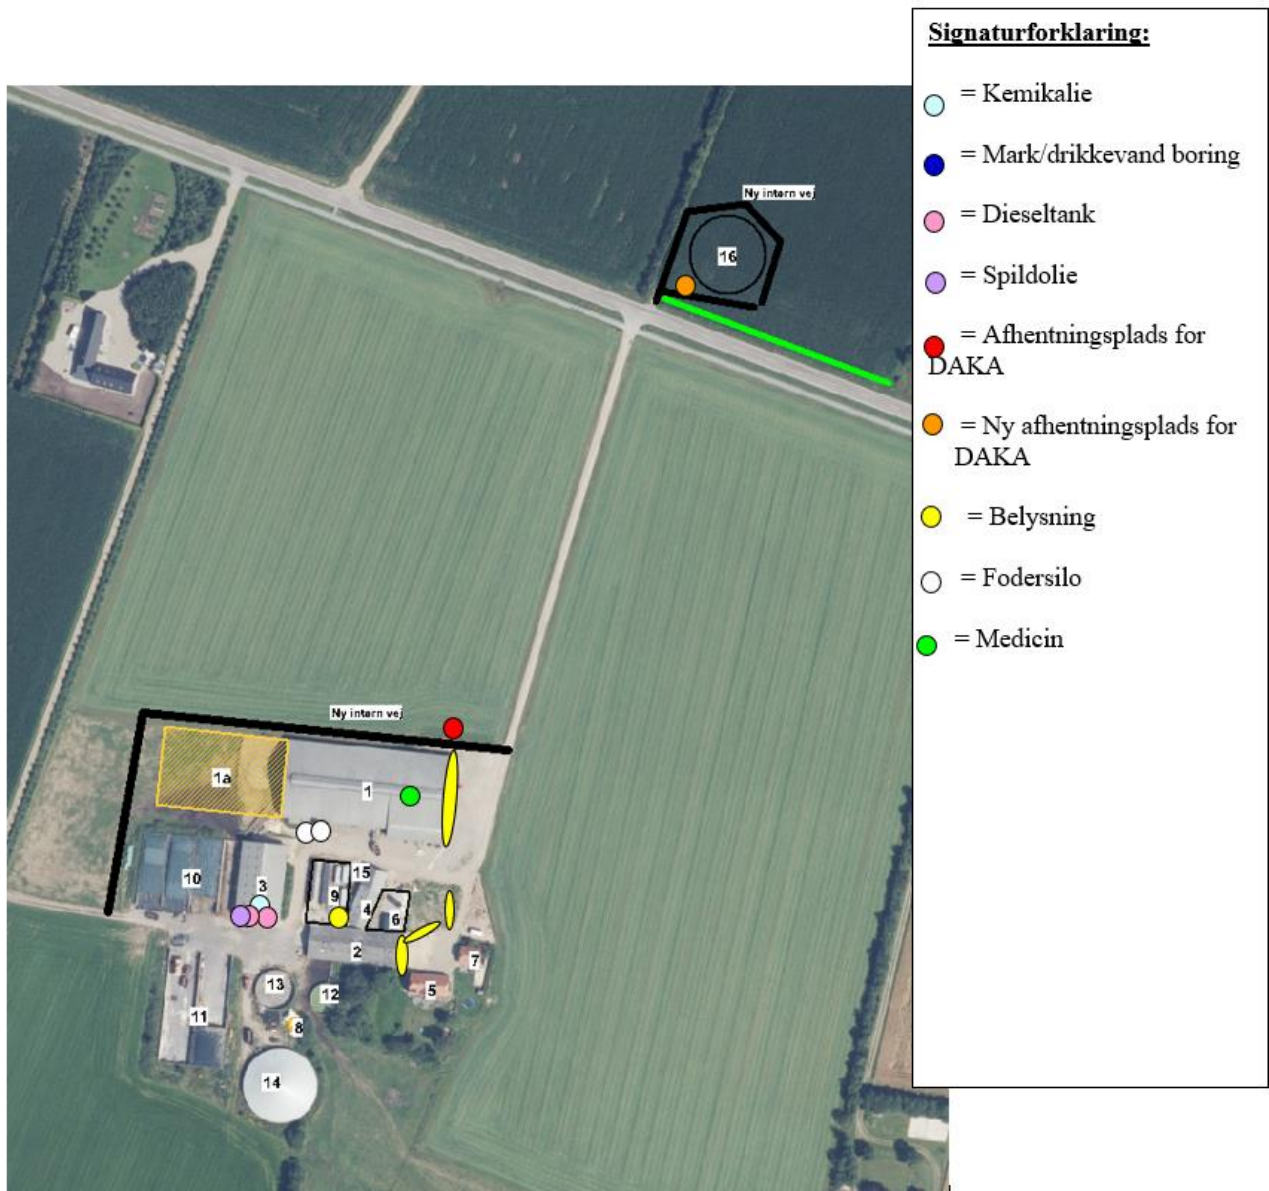 Signaturforklaring:
= Kemikalie
= Mark/drikkevand boring
= Dieseltank
= Spildolie
= Afhentningsplads for
DAKA
= Ny afhentningsplads for
DAKA
= Belysning
= Fodersilo
= Medicin
Ny intern vej
16
Ny intern vej
1a
1
10
3
15
9
4
6
2
7
5
13
12
11
8
14